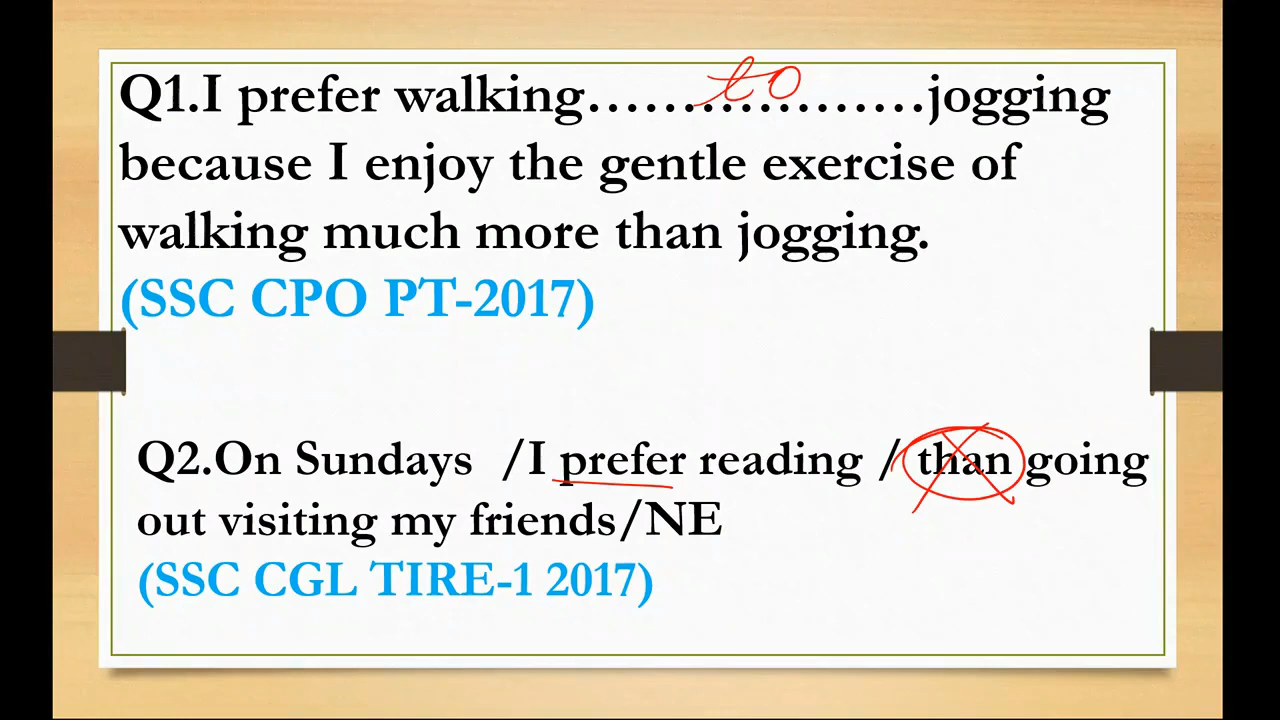 Q1.I prefer walking.......to..........jogging
because I enjoy the gentle exercise of
walking much more than jogging.
(SSC CPO PT-2017)
Q2.On Sundays /I prefer reading / than going
out visiting my friends/NE
(SSC CGL TIRE-1 2017)